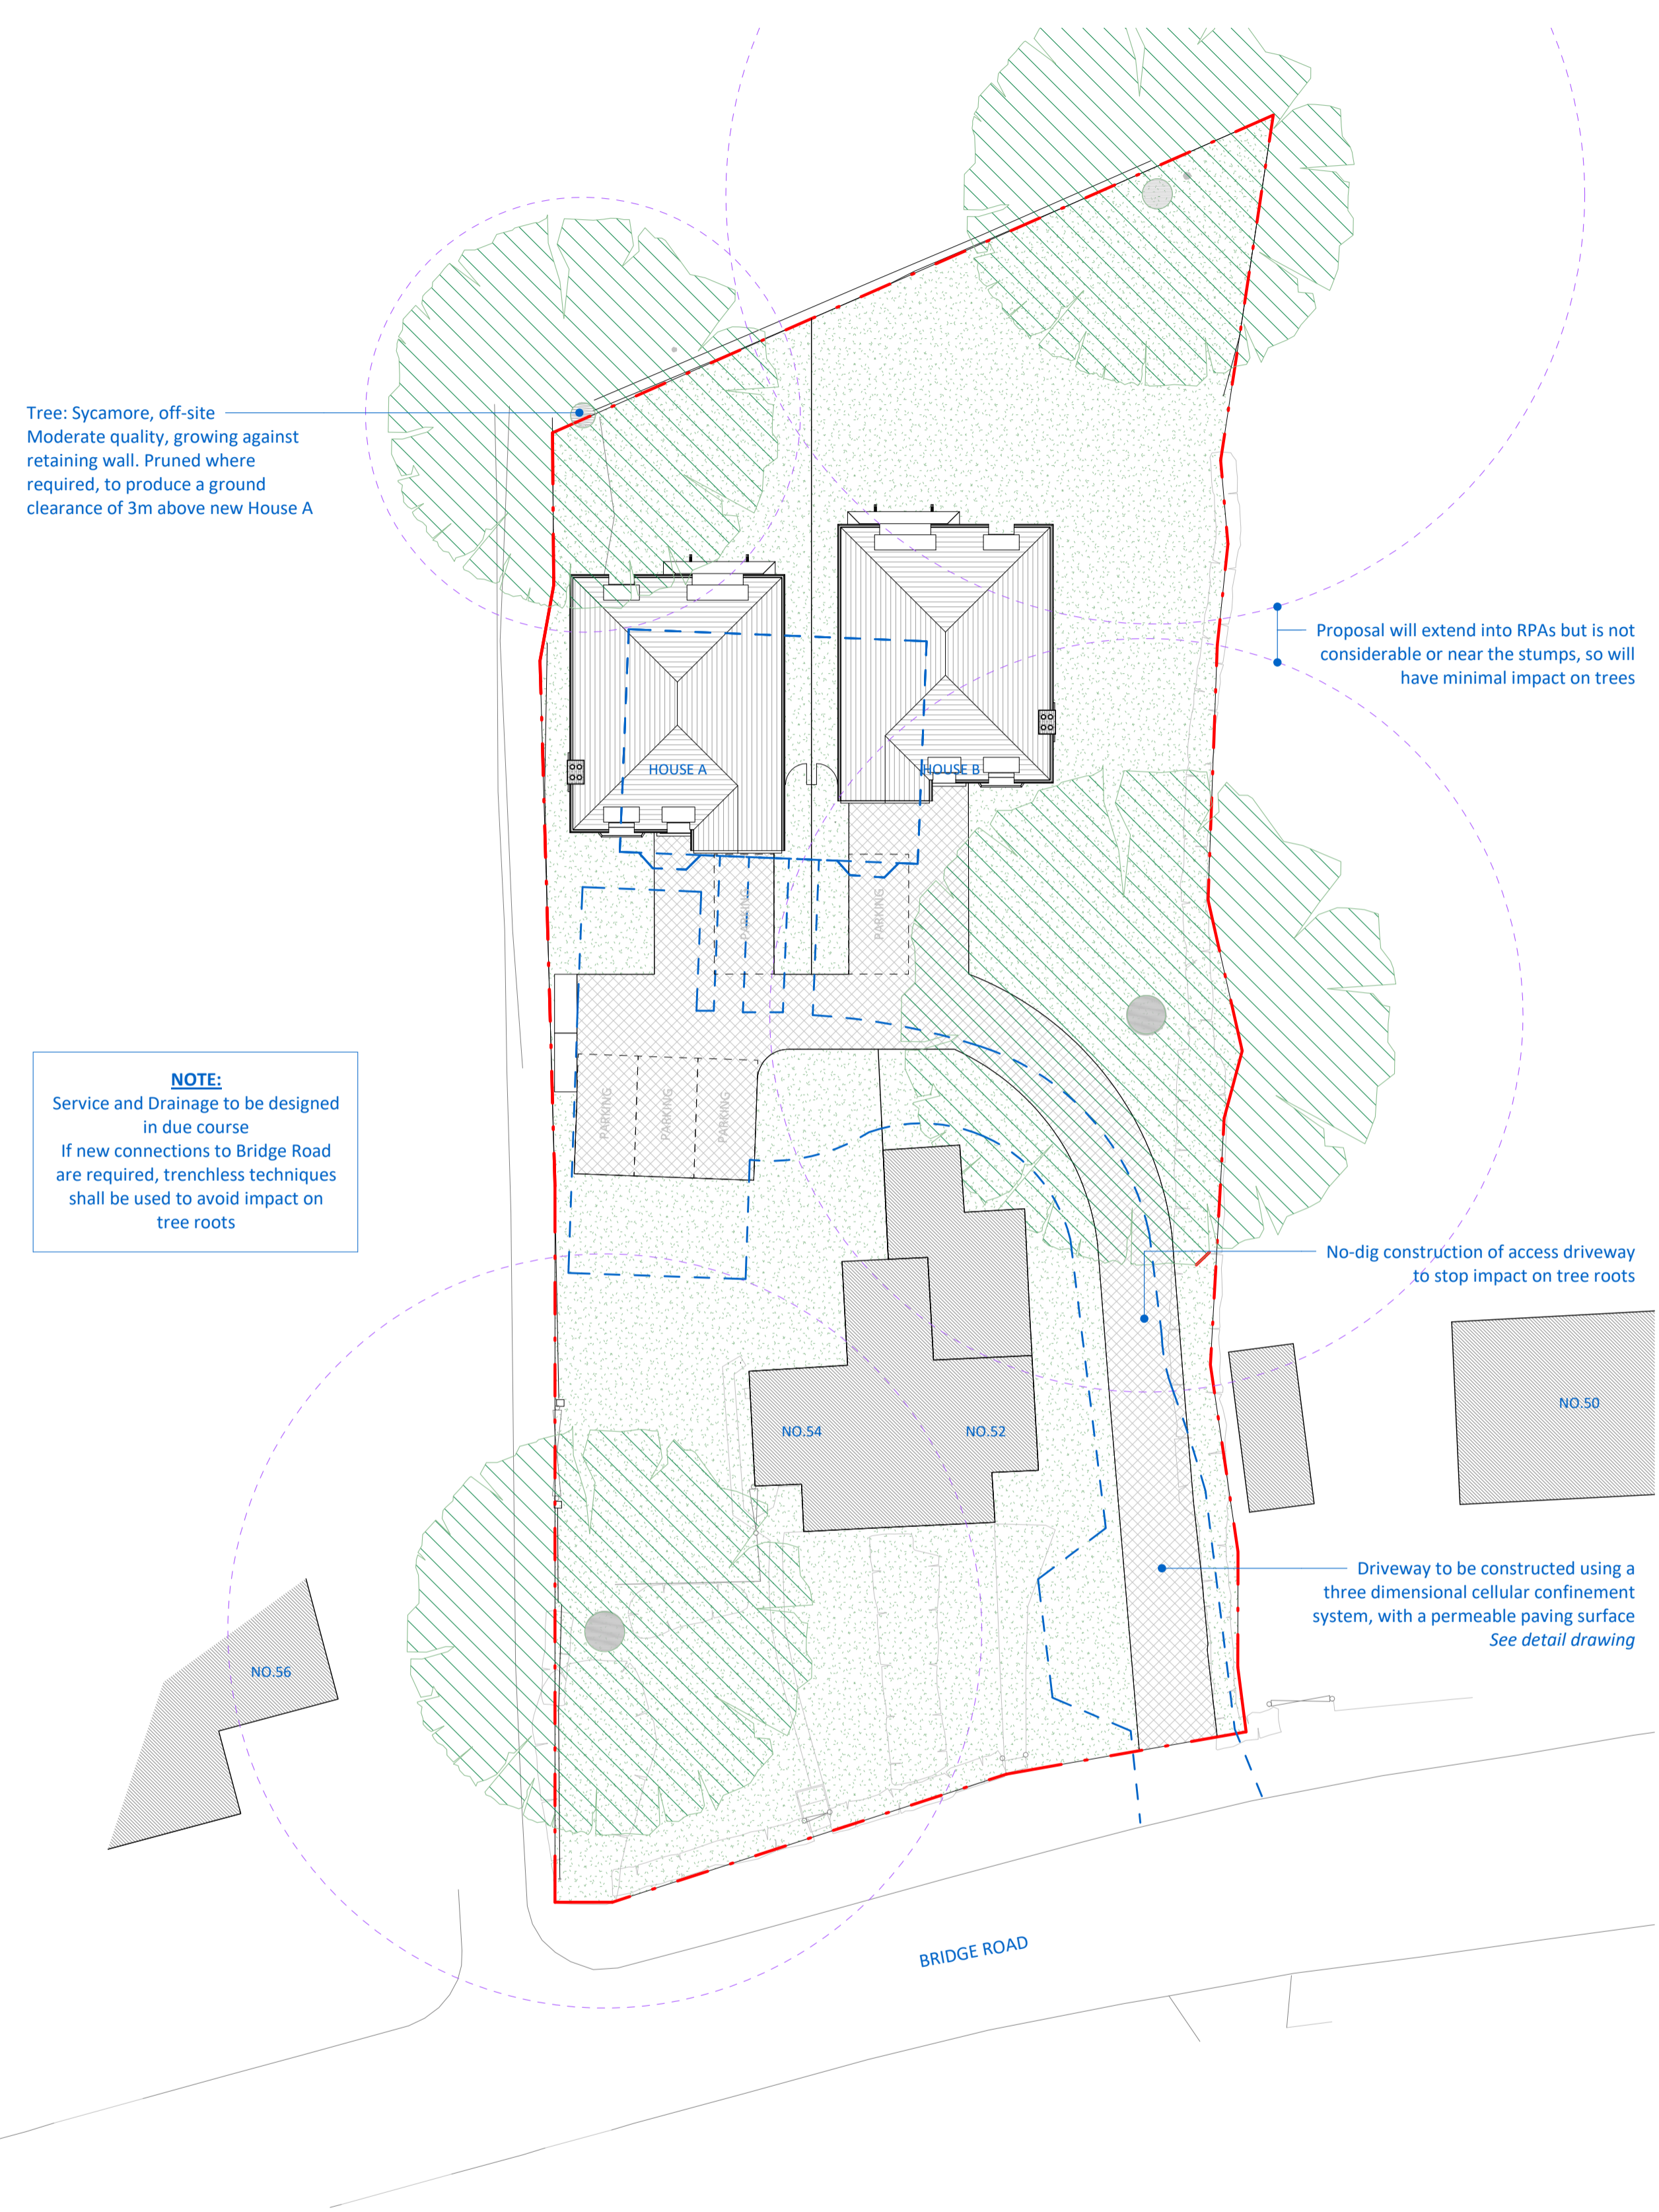 Tree: Sycamore, off-site
Moderate quality, growing against
retaining wall. Pruned where
required, to produce a ground
clearance of 3m above new House A
Proposal will extend into RPAs but is not
considerable or near the stumps, so will
have minimal impact on trees
HOUSE A
HOUSE B
PARKING
PARKING
NOTE:
Service and Drainage to be designed
in due course
If new connections to Bridge Road
are required, trenchless techniques
shall be used to avoid impact on
tree roots
PARKING
PARKING
PARKING
No-dig construction of access driveway
to stop impact on tree roots
NO.54
NO.52
NO.50
Driveway to be constructed using a
three dimensional cellular confinement
system, with a permeable paving surface
See detail drawing
NO.56
BRIDGE ROAD